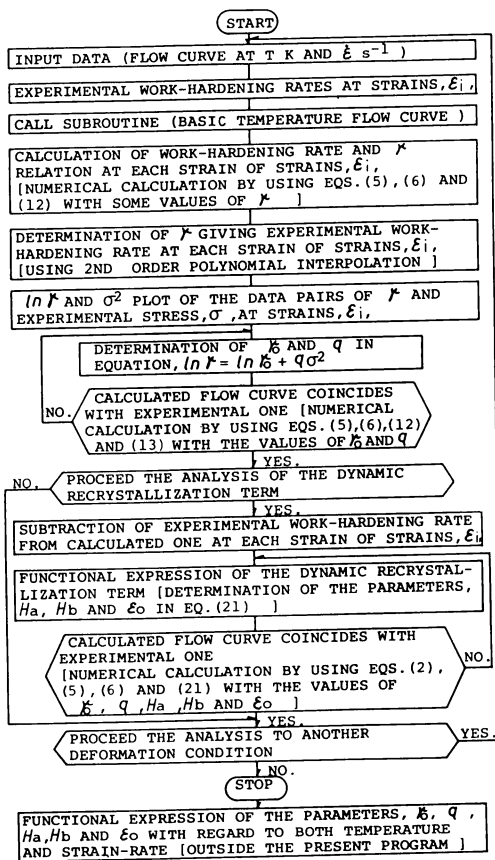 START
INPUT DATA (FLOW CURVE AT T K AND ε̇ s⁻¹ )
EXPERIMENTAL WORK-HARDENING RATES AT STRAINS,εi,
CALL SUBROUTINE (BASIC TEMPERATURE FLOW CURVE )
CALCULATION OF WORK-HARDENING RATE AND r
RELATION AT EACH STRAIN OF STRAINS,εi,
[NUMERICAL CALCULATION BY USING EQS.(5),(6) AND
(12) WITH SOME VALUES OF r ]
DETERMINATION OF r GIVING EXPERIMENTAL WORK-
HARDENING RATE AT EACH STRAIN OF STRAINS,εi,
[USING 2ND ORDER POLYNOMIAL INTERPOLATION ]
ln r AND σ² PLOT OF THE DATA PAIRS OF r AND
EXPERIMENTAL STRESS,σ ,AT STRAINS,εi,
DETERMINATION OF r₀ AND q IN
EQUATION, ln r = ln r₀ + qσ²
CALCULATED FLOW CURVE COINCIDES
NO. WITH EXPERIMENTAL ONE [NUMERICAL
CALCULATION BY USING EQS.(5),(6),(12)
AND (13) WITH THE VALUES OF r₀ AND q
YES.
NO. PROCEED THE ANALYSIS OF THE DYNAMIC
RECRYSTALLIZATION TERM
YES.
SUBTRACTION OF EXPERIMENTAL WORK-HARDENING RATE
FROM CALCULATED ONE AT EACH STRAIN OF STRAINS,εi,
FUNCTIONAL EXPRESSION OF THE DYNAMIC RECRYSTAL-
LIZATION TERM [DETERMINATION OF THE PARAMETERS,
Ha, Hb AND εo IN EQ.(21) ]
CALCULATED FLOW CURVE COINCIDES WITH
EXPERIMENTAL ONE NO.
[NUMERICAL CALCULATION BY USING EQS.(2),
(5),(6) AND (21) WITH THE VALUES OF
r₀, q ,Ha ,Hb AND εo ]
YES.
PROCEED THE ANALYSIS TO ANOTHER YES.
DEFORMATION CONDITION
NO.
STOP
FUNCTIONAL EXPRESSION OF THE PARAMETERS, r₀, q ,
Ha,Hb AND εo WITH REGARD TO BOTH TEMPERATURE
AND STRAIN-RATE [OUTSIDE THE PRESENT PROGRAM ]